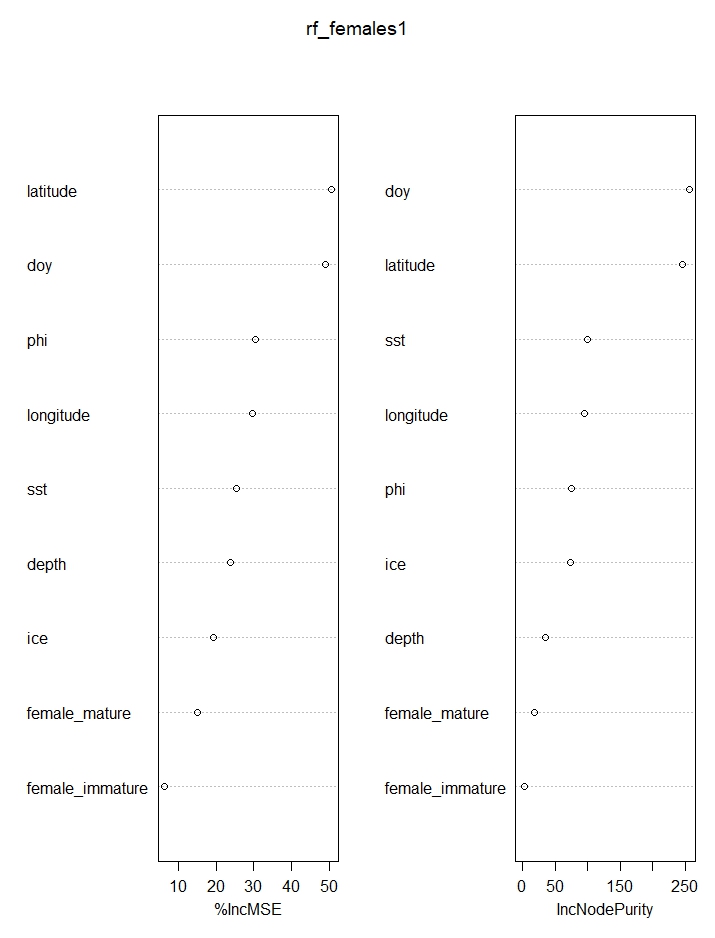 rf_females1
latitude
doy
phi
longitude
sst
depth
ice
female_mature
female_immature
10 20 30 40 50
%IncMSE
doy
latitude
sst
longitude
phi
ice
depth
female_mature
female_immature
0 50 150 250
IncNodePurity